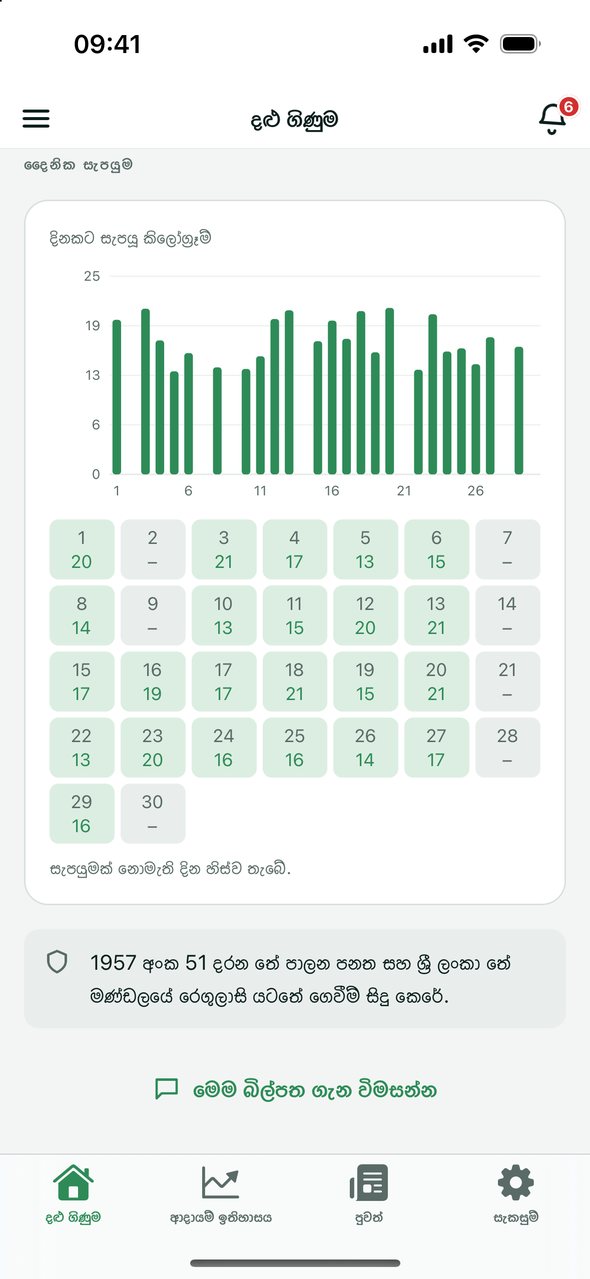 09:41
දළු ගිණුම
6
දෛනික සැපයුම
දිනකට සැපයූ කිලෝග්‍රෑම්
25
19
13
6
0
1 6 11 16 21 26
1 2 3 4 5 6 7
20 – 21 17 13 15 –
8 9 10 11 12 13 14
14 – 13 15 20 21 –
15 16 17 18 19 20 21
17 19 17 21 15 21 –
22 23 24 25 26 27 28
13 20 16 16 14 17 –
29 30
16 –
සැපයුමක් නොමැති දින හිස්ව තැබේ.
1957 අංක 51 දරන තේ පාලන පනත සහ ශ්‍රී ලංකා තේ
මණ්ඩලයේ රෙගුලාසි යටතේ ගෙවීම් සිදු කෙරේ.
මෙම බිල්පත ගැන විමසන්න
දළු ගිණුම ආදායම් ඉතිහාසය පුවත් සැකසුම්